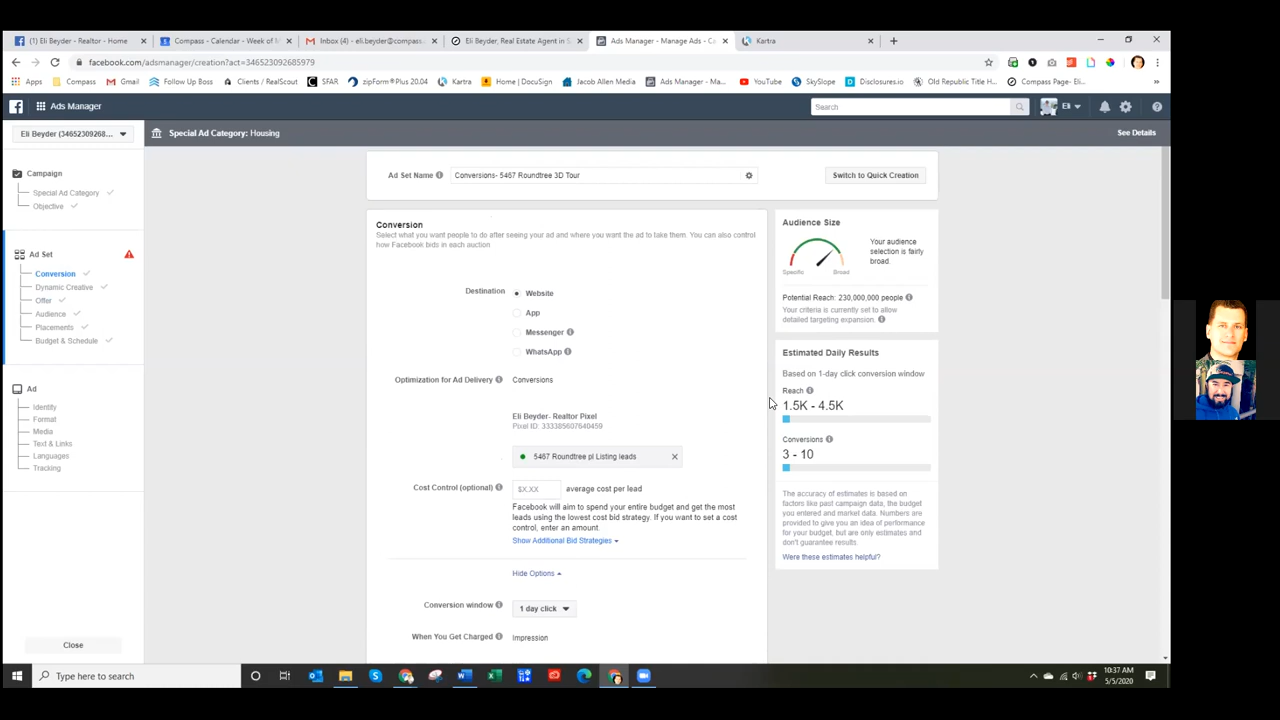 (1) Eli Beyder - Realtor - Home
Compass - Calendar - Week of M
Inbox (4) - eli.beyder@compass
Eli Beyder, Real Estate Agent in S
Ads Manager - Manage Ads - Ca
Kartra
facebook.com/adsmanager/creation?act=346523092685979
Apps
Compass
Gmail
Follow Up Boss
Clients / RealScout
SFAR
zipForm®Plus 20.04
Kartra
Home | DocuSign
Jacob Allen Media
Ads Manager - Ma...
YouTube
SkySlope
Disclosures.io
Old Republic Title H...
Compass Page- Eli...
Ads Manager
Search
Eli
Eli Beyder (34652309268...
Special Ad Category: Housing
See Details
Campaign
Special Ad Category
Objective
Ad Set
Conversion
Dynamic Creative
Offer
Audience
Placements
Budget & Schedule
Ad
Identity
Format
Media
Text & Links
Languages
Tracking
Close
Ad Set Name
Conversions- 5467 Roundtree 3D Tour
Switch to Quick Creation
Conversion
Select what you want people to do after seeing your ad and where you want the ad to take them. You can also control
how Facebook bids in each auction
Destination
Website
App
Messenger
WhatsApp
Optimization for Ad Delivery
Conversions
Eli Beyder- Realtor Pixel
Pixel ID: 333385607640459
5467 Roundtree pl Listing leads
Cost Control (optional)
$X.XX
average cost per lead
Facebook will aim to spend your entire budget and get the most
leads using the lowest cost bid strategy. If you want to set a cost
control, enter an amount.
Show Additional Bid Strategies
Hide Options
Conversion window
1 day click
When You Get Charged
Impression
Audience Size
Specific
Broad
Your audience
selection is fairly
broad.
Potential Reach: 230,000,000 people
Your criteria is currently set to allow
detailed targeting expansion.
Estimated Daily Results
Based on 1-day click conversion window
Reach
1.5K - 4.5K
Conversions
3 - 10
The accuracy of estimates is based on
factors like past campaign data, the budget
you entered and market data. Numbers are
provided to give you an idea of performance
for your budget, but are only estimates and
don't guarantee results.
Were these estimates helpful?
Type here to search
10:37 AM
5/5/2020